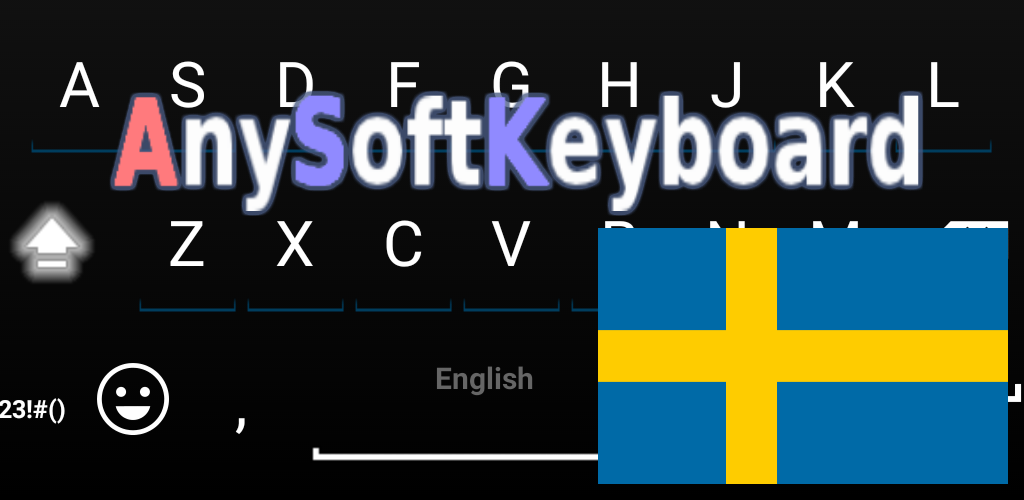 A S D F G H J K L
AnySoftKeyboard
Z X C V B N M
English
23!#() ,